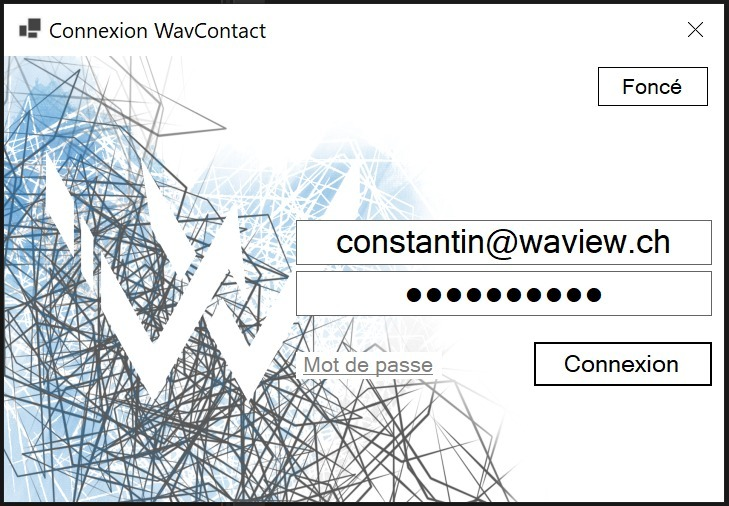 Connexion WavContact
Foncé
constantin@waview.ch
●●●●●●●●●●
Mot de passe
Connexion